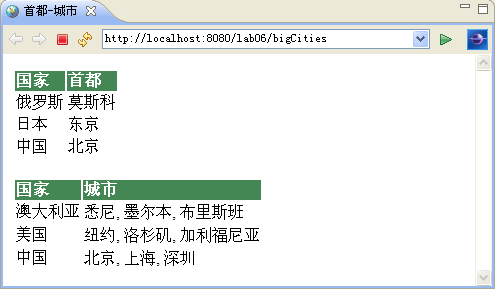 首都-城市
http://localhost:8080/lab06/bigCities
国家 首都
俄罗斯 莫斯科
日本 东京
中国 北京
国家 城市
澳大利亚 悉尼, 墨尔本, 布里斯班
美国 纽约, 洛杉矶, 加利福尼亚
中国 北京, 上海, 深圳